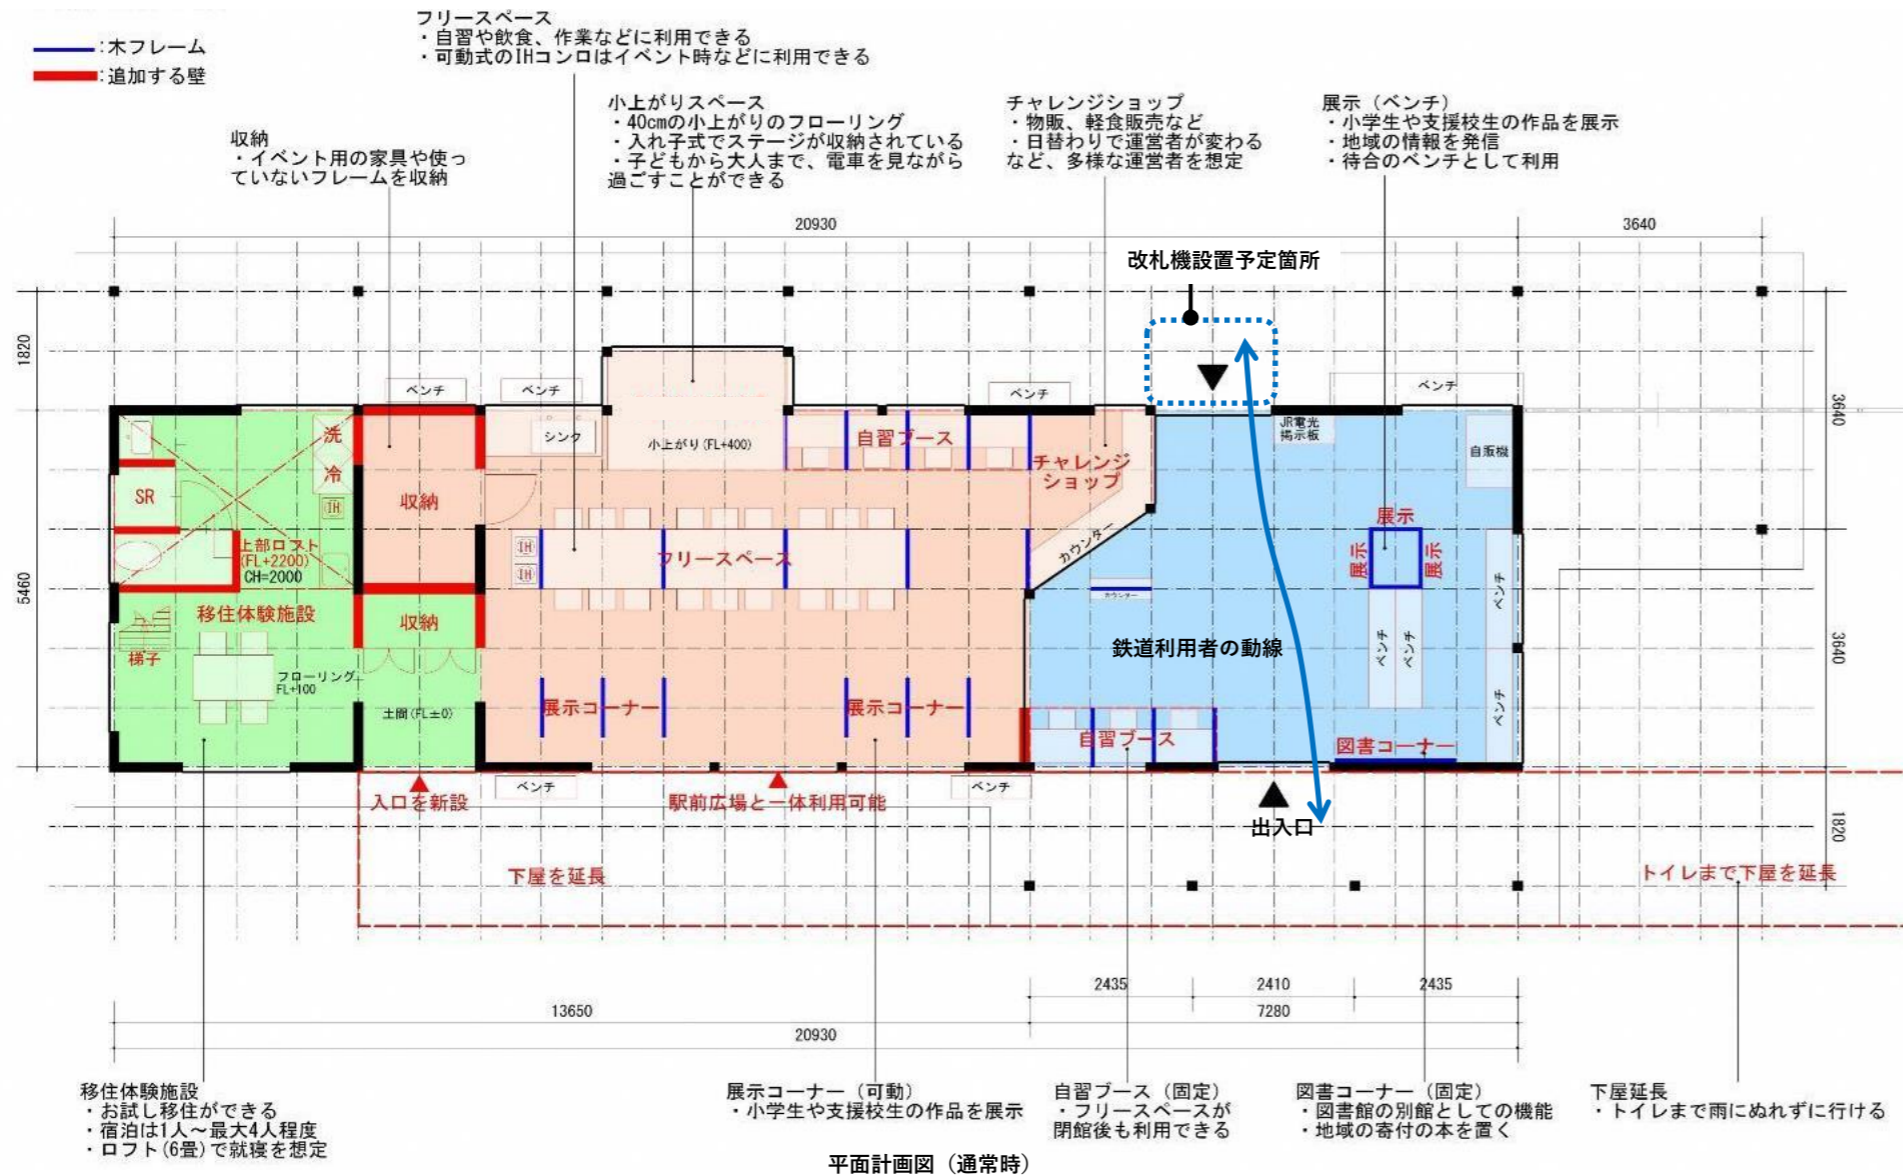 :木フレーム
:追加する壁
フリースペース
・自習や飲食、作業などに利用できる
・可動式のIHコンロはイベント時などに利用できる
収納
・イベント用の家具や使っ
ていないフレームを収納
小上がりスペース
・40cmの小上がりのフローリング
・入れ子式でステージが収納されている
・子どもから大人まで、電車を見ながら
過ごすことができる
チャレンジショップ
・物販、軽食販売など
・日替わりで運営者が変わる
など、多様な運営者を想定
展示（ベンチ）
・小学生や支援校生の作品を展示
・地域の情報を発信
・待合のベンチとして利用
20930
3640
改札機設置予定箇所
1820
5460
3640
3640
1820
ベンチ
ベンチ
ベンチ
ベンチ
洗
冷
IH
SR
上部ロフト
(FL+2200)
CH=2000
移住体験施設
梯子
フローリング
FL+100
収納
収納
土間(FL±0)
シンク
小上がり(FL+400)
自習ブース
チャレンジ
ショップ
カウンター
カウンター
IH
IH
フリースペース
展示コーナー
展示コーナー
JR電光
掲示板
自販機
展示
展示
展示
ベンチ
ベンチ
ベンチ
ベンチ
鉄道利用者の動線
自習ブース
図書コーナー
入口を新設
ベンチ
駅前広場と一体利用可能
ベンチ
出入口
下屋を延長
トイレまで下屋を延長
2435
2410
2435
13650
7280
20930
移住体験施設
・お試し移住ができる
・宿泊は1人～最大4人程度
・ロフト(6畳)で就寝を想定
展示コーナー（可動）
・小学生や支援校生の作品を展示
自習ブース（固定）
・フリースペースが
閉館後も利用できる
図書コーナー（固定）
・図書館の別館としての機能
・地域の寄付の本を置く
下屋延長
・トイレまで雨にぬれずに行ける
平面計画図（通常時）